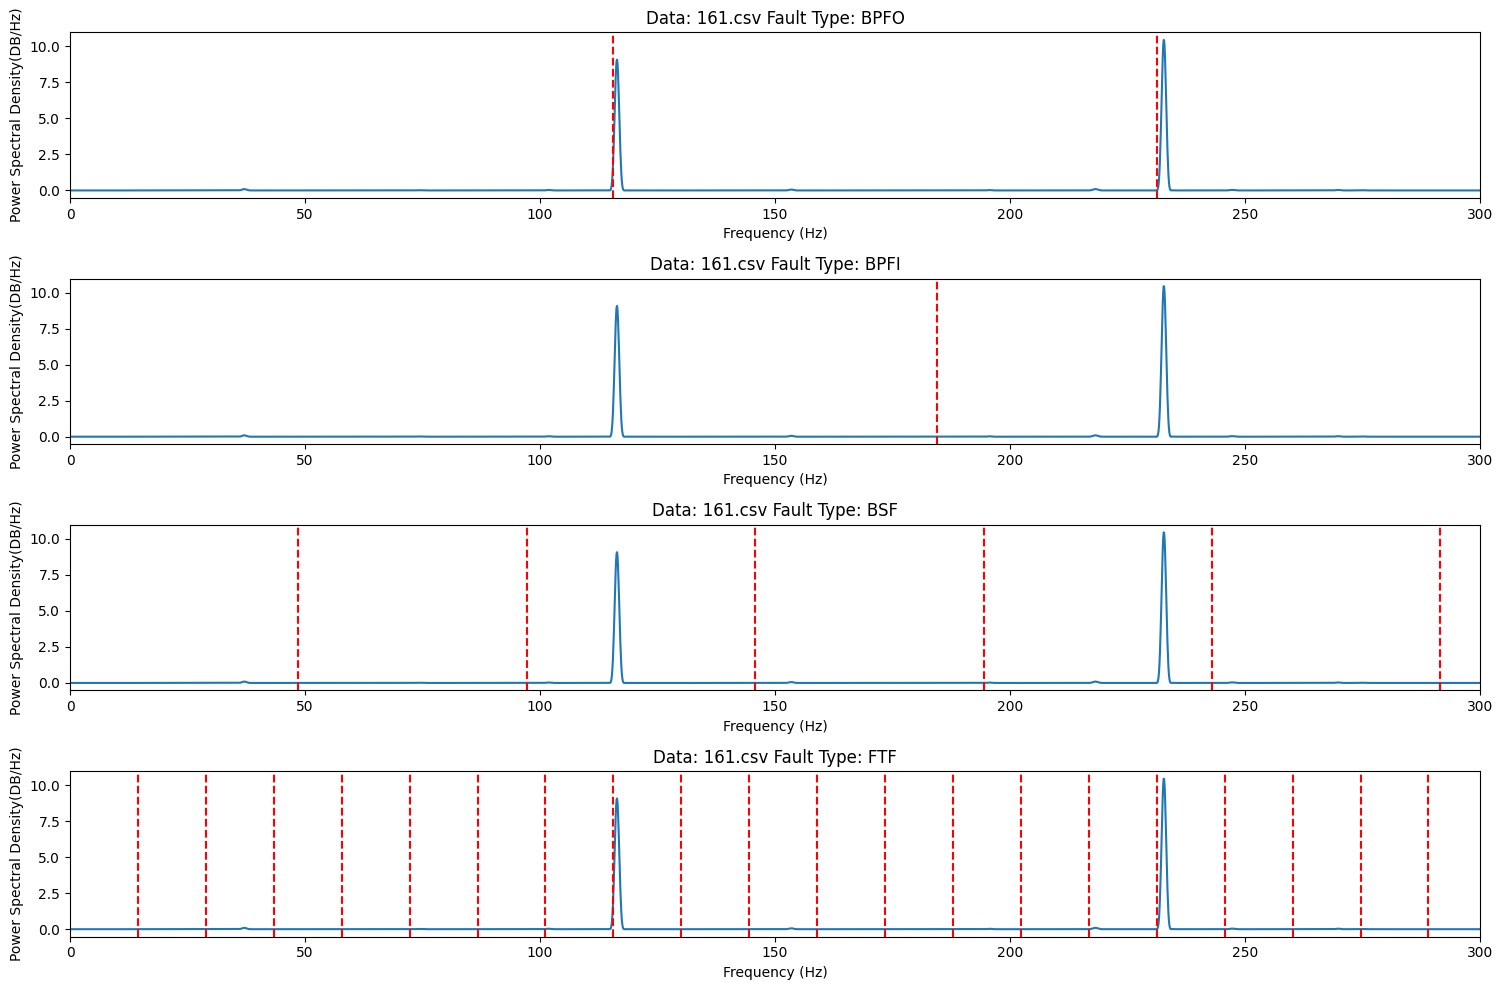 Data: 161.csv Fault Type: BPFO
Power Spectral Density(DB/Hz)
10.0
7.5
5.0
2.5
0.0
0 50 100 150 200 250 300
Frequency (Hz)
Data: 161.csv Fault Type: BPFI
Power Spectral Density(DB/Hz)
10.0
7.5
5.0
2.5
0.0
0 50 100 150 200 250 300
Frequency (Hz)
Data: 161.csv Fault Type: BSF
Power Spectral Density(DB/Hz)
10.0
7.5
5.0
2.5
0.0
0 50 100 150 200 250 300
Frequency (Hz)
Data: 161.csv Fault Type: FTF
Power Spectral Density(DB/Hz)
10.0
7.5
5.0
2.5
0.0
0 50 100 150 200 250 300
Frequency (Hz)